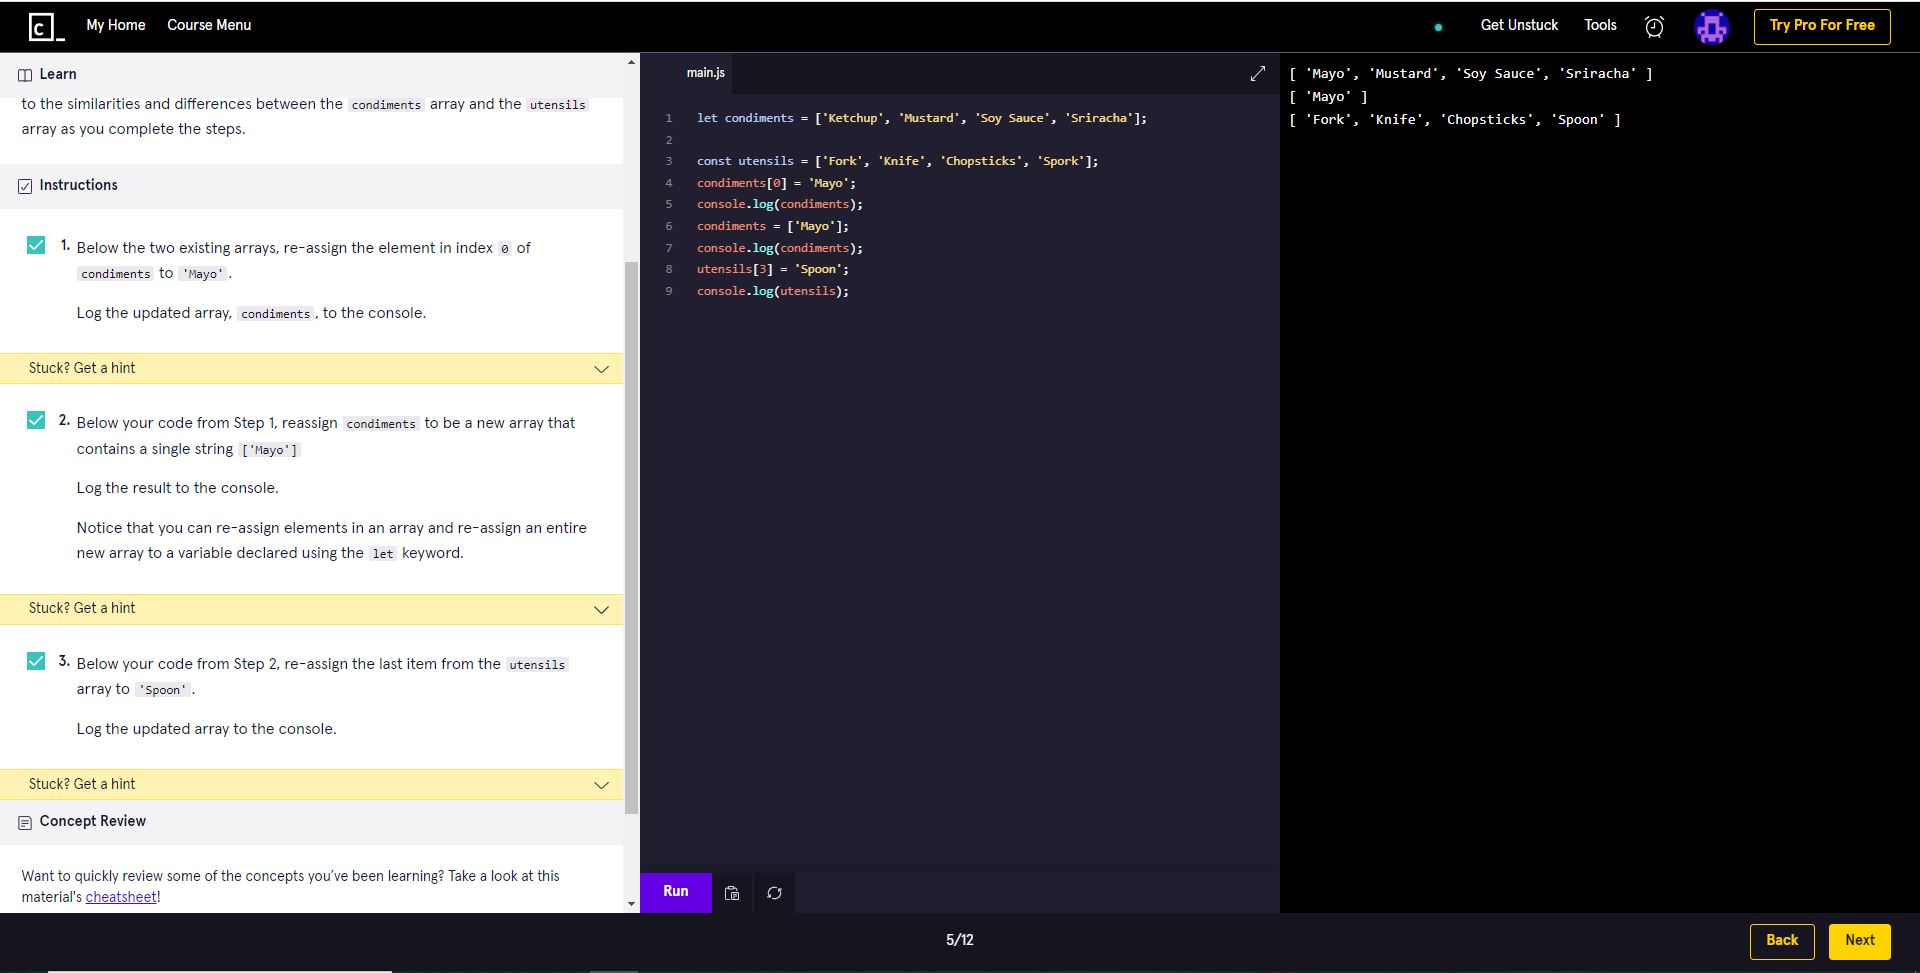 My Home Course Menu Get Unstuck Tools Try Pro For Free
Learn
to the similarities and differences between the condiments array and the utensils
array as you complete the steps.
Instructions
1. Below the two existing arrays, re-assign the element in index 0 of
condiments to 'Mayo'.
Log the updated array, condiments, to the console.
Stuck? Get a hint
2. Below your code from Step 1, reassign condiments to be a new array that
contains a single string ['Mayo']
Log the result to the console.
Notice that you can re-assign elements in an array and re-assign an entire
new array to a variable declared using the let keyword.
Stuck? Get a hint
3. Below your code from Step 2, re-assign the last item from the utensils
array to 'Spoon'.
Log the updated array to the console.
Stuck? Get a hint
Concept Review
Want to quickly review some of the concepts you've been learning? Take a look at this
material's cheatsheet!
main.js
1 let condiments = ['Ketchup', 'Mustard', 'Soy Sauce', 'Sriracha'];
2
3 const utensils = ['Fork', 'Knife', 'Chopsticks', 'Spork'];
4 condiments[0] = 'Mayo';
5 console.log(condiments);
6 condiments = ['Mayo'];
7 console.log(condiments);
8 utensils[3] = 'Spoon';
9 console.log(utensils);
Run
[ 'Mayo', 'Mustard', 'Soy Sauce', 'Sriracha' ]
[ 'Mayo' ]
[ 'Fork', 'Knife', 'Chopsticks', 'Spoon' ]
5/12
Back Next